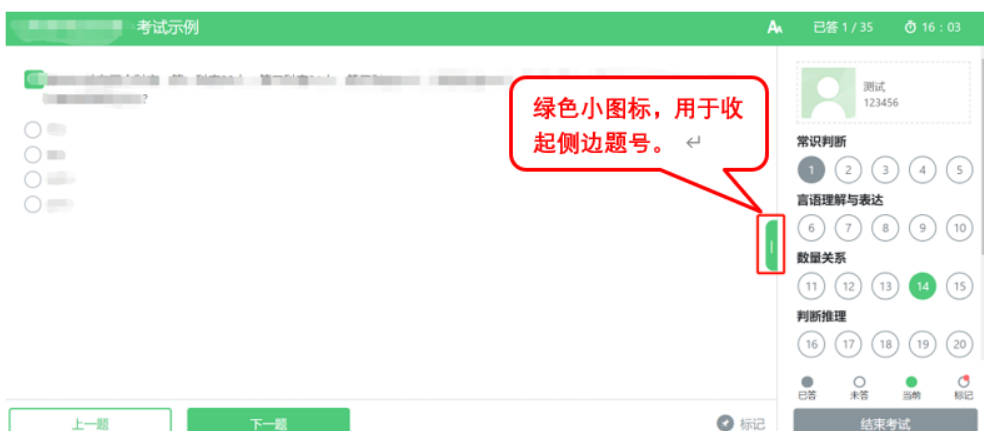 考试示例
已答 1 / 35
16 : 03
绿色小图标，用于收
起侧边题号。
测试
123456
常识判断
1 2 3 4 5
言语理解与表达
6 7 8 9 10
数量关系
11 12 13 14 15
判断推理
16 17 18 19 20
已答 未答 当前 标记
上一题
下一题
标记
结束考试